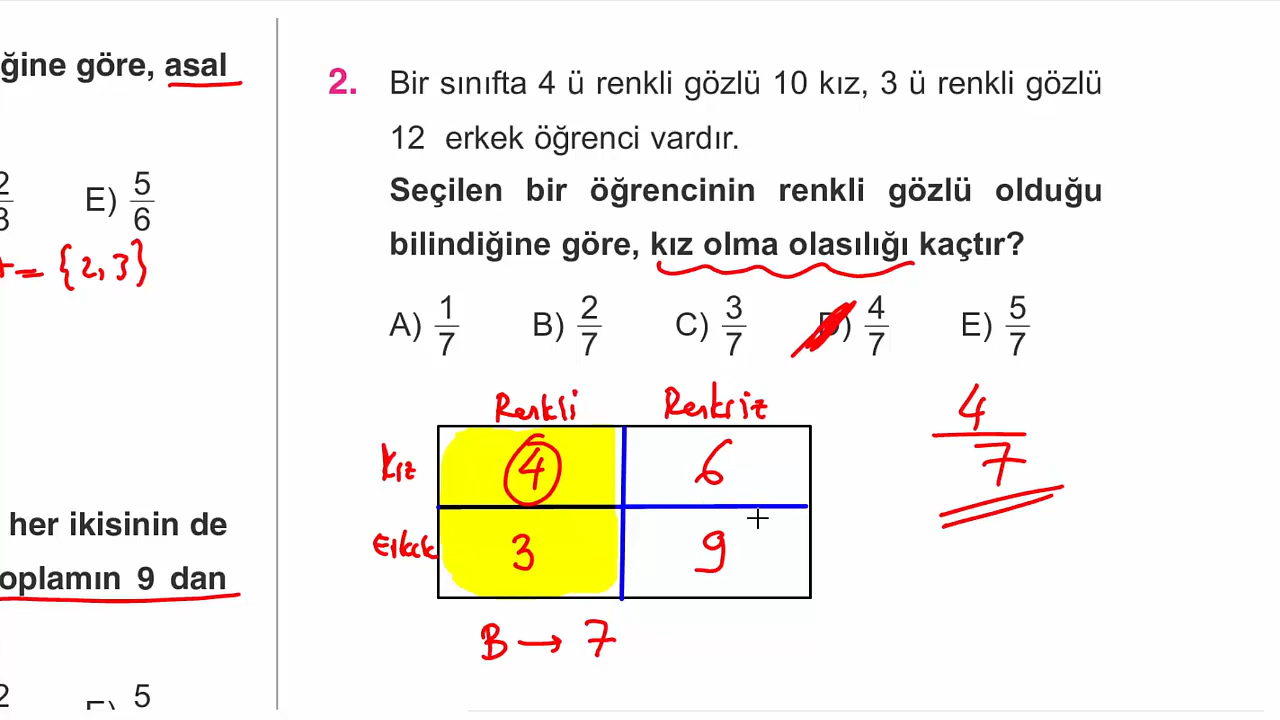 ğine göre, asal
E) 5/6
= {2,3}
her ikisinin de
oplamın 9 dan
E) 5
2. Bir sınıfta 4 ü renkli gözlü 10 kız, 3 ü renkli gözlü
12 erkek öğrenci vardır.
Seçilen bir öğrencinin renkli gözlü olduğu
bilindiğine göre, kız olma olasılığı kaçtır?
A) 1/7 B) 2/7 C) 3/7 D) 4/7 E) 5/7
Renkli Renksiz
Kız 4 6
Erkek 3 9
B → 7
4/7